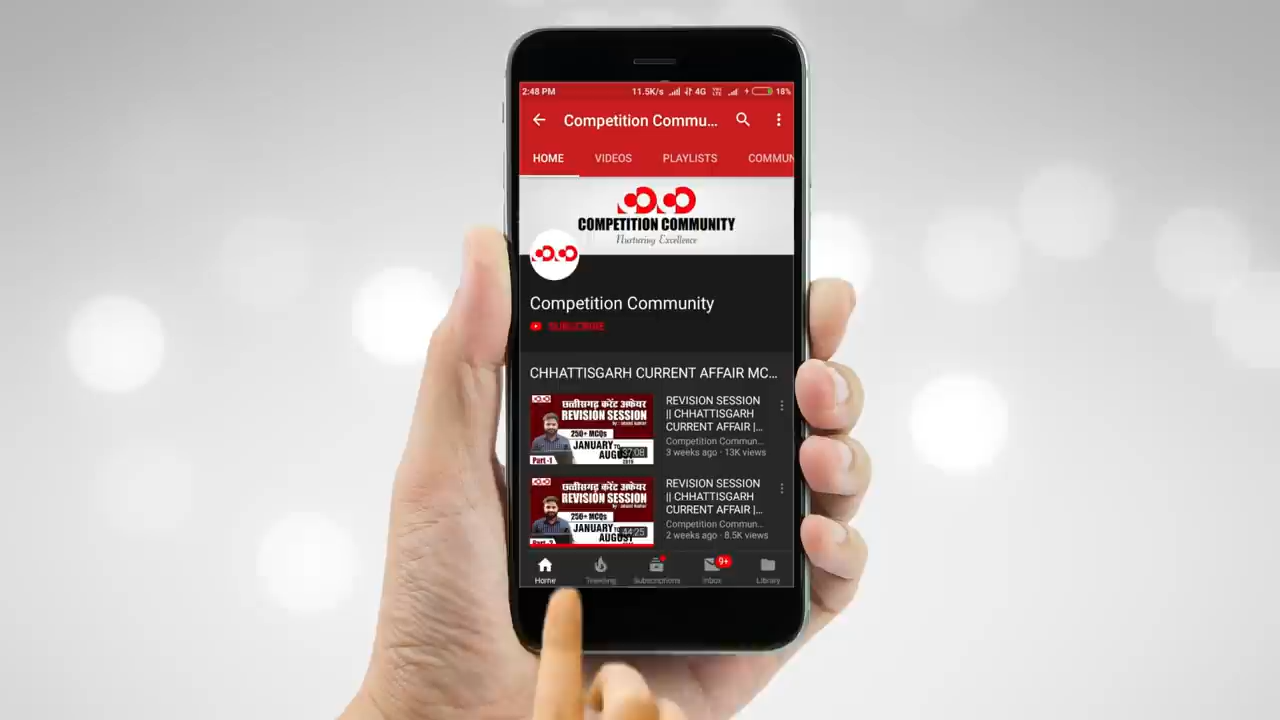 2:48 PM 11.5K/s 4G 18%
Competition Commu...
HOME VIDEOS PLAYLISTS COMMUN
COMPETITION COMMUNITY
Nurturing Excellence
Competition Community
SUBSCRIBE
CHHATTISGARH CURRENT AFFAIR MC...
छत्तीसगढ़ करेंट अफेयर
REVISION SESSION
250+ MCQs
JANUARY TO
AUGUST
Part -1
37:08
REVISION SESSION
|| CHHATTISGARH
CURRENT AFFAIR |...
Competition Commun...
3 weeks ago · 13K views
छत्तीसगढ़ करेंट अफेयर
REVISION SESSION
250+ MCQs
JANUARY
AUGUST
Part -2
44:25
REVISION SESSION
|| CHHATTISGARH
CURRENT AFFAIR |...
Competition Commun...
2 weeks ago · 8.5K views
9+
Home Trending Subscriptions Inbox Library